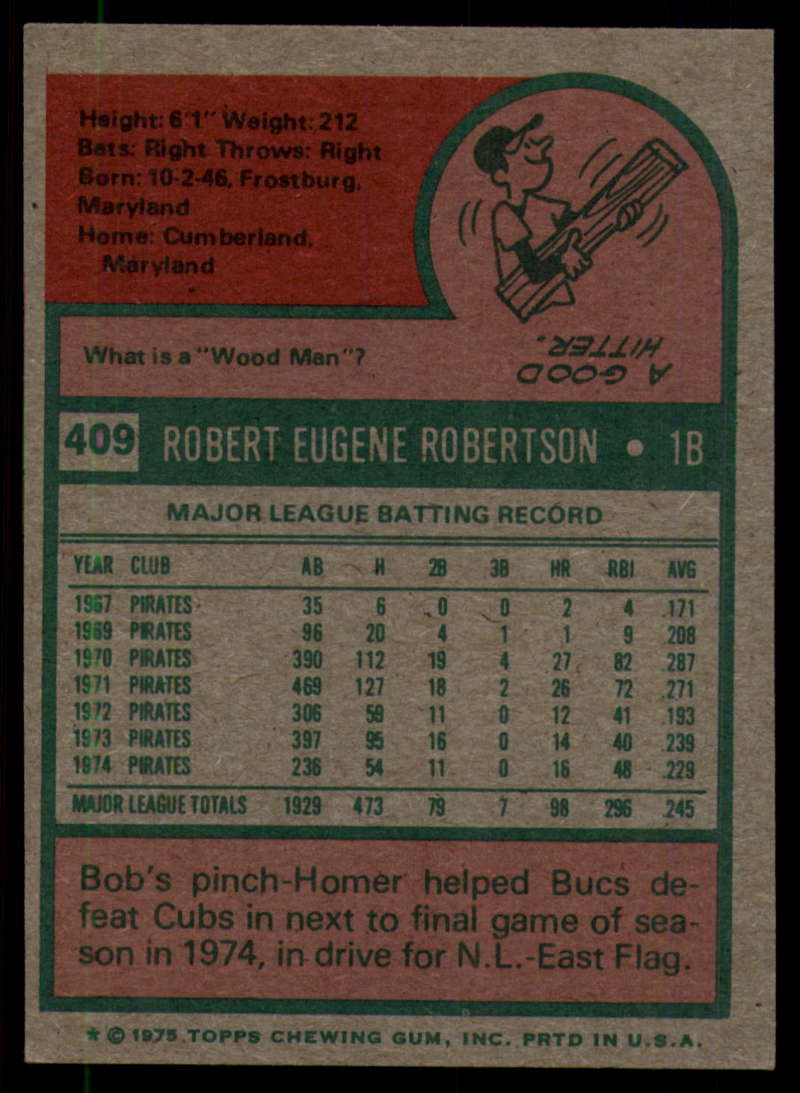 Height: 6'1" Weight: 212
Bats: Right Throws: Right
Born: 10-2-46, Frostburg,
Maryland
Home: Cumberland,
Maryland
What is a "Wood Man"?
A GOOD
HITTER.
409 ROBERT EUGENE ROBERTSON • 1B
MAJOR LEAGUE BATTING RECORD
YEAR CLUB AB H 2B 3B HR RBI AVG
1967 PIRATES 35 6 0 0 2 4 .171
1969 PIRATES 96 20 4 1 1 9 .208
1970 PIRATES 390 112 19 4 27 82 .287
1971 PIRATES 469 127 18 2 26 72 .271
1972 PIRATES 306 59 11 0 12 41 .193
1973 PIRATES 397 95 16 0 14 40 .239
1974 PIRATES 236 54 11 0 16 48 .229
MAJOR LEAGUE TOTALS 1929 473 79 7 98 296 .245
Bob's pinch-Homer helped Bucs de-
feat Cubs in next to final game of sea-
son in 1974, in drive for N.L.-East Flag.
* © 1975 TOPPS CHEWING GUM, INC. PRTD IN U.S.A.